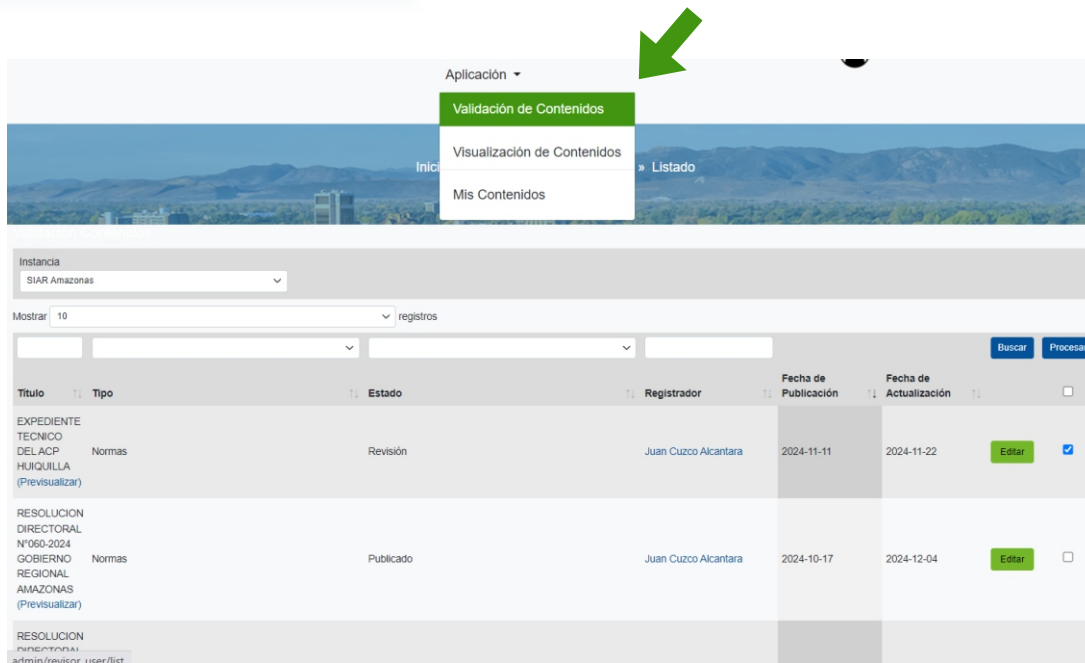 Aplicación
Validación de Contenidos
Visualización de Contenidos
Mis Contenidos
Inici
» Listado
Instancia
SIAR Amazonas
Mostrar 10 registros
Buscar Procesar
Título Tipo Estado Registrador Fecha de Publicación Fecha de Actualización
EXPEDIENTE
TECNICO
DEL ACP
HUIQUILLA
(Previsualizar)
Normas Revisión Juan Cuzco Alcantara 2024-11-11 2024-11-22 Editar
RESOLUCION
DIRECTORAL
N°060-2024
GOBIERNO
REGIONAL
AMAZONAS
(Previsualizar)
Normas Publicado Juan Cuzco Alcantara 2024-10-17 2024-12-04 Editar
RESOLUCION
DIRECTORAL
admin/revisor_user/list